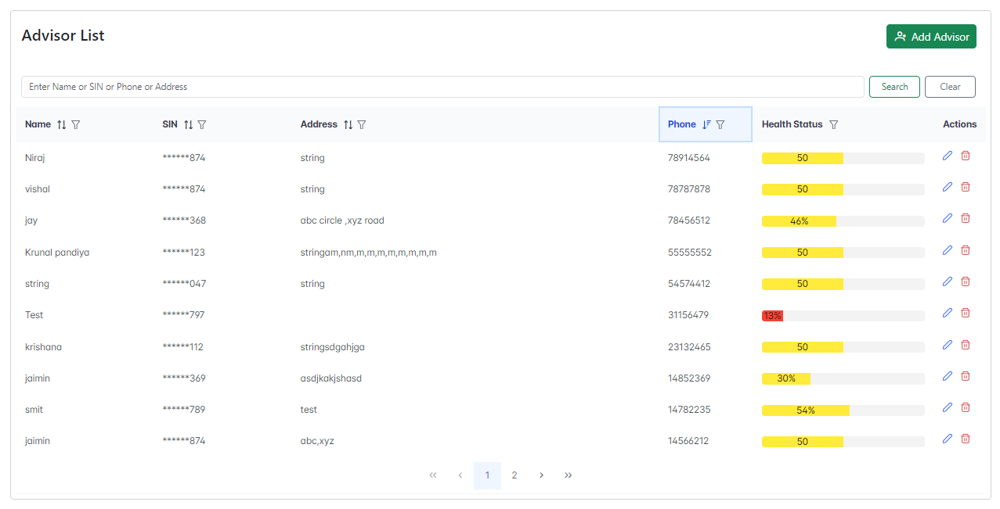 Advisor List
Add Advisor
Enter Name or SIN or Phone or Address
Search
Clear
Name SIN Address Phone Health Status Actions
Niraj ******874 string 78914564 50
vishal ******874 string 78787878 50
jay ******368 abc circle ,xyz road 78456512 46%
Krunal pandiya ******123 stringam,nm,m,m,m,m,m,m,m,m 55555552 50
string ******047 string 54574412 50
Test ******797 31156479 13%
krishana ******112 stringsdgahjga 23132465 50
jaimin ******369 asdjkakjshasd 14852369 30%
smit ******789 test 14782235 54%
jaimin ******874 abc,xyz 14566212 50
« ‹ 1 2 › »